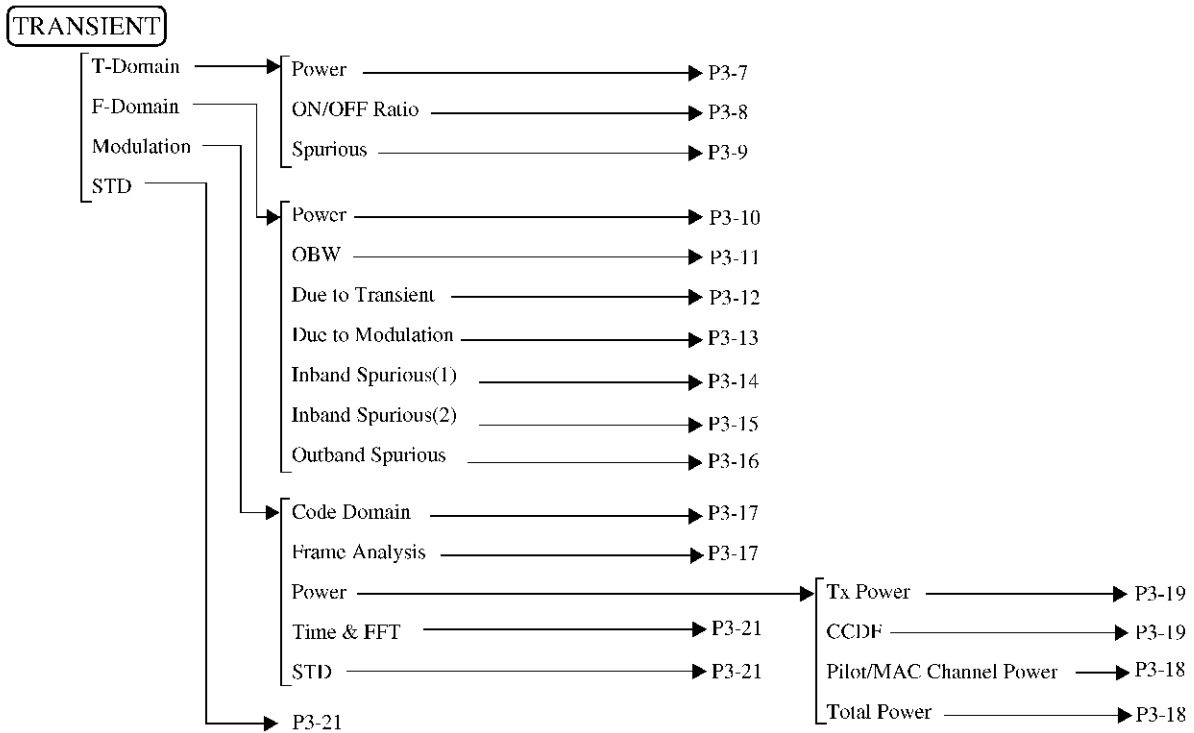 TRANSIENT
T-Domain
F-Domain
Modulation
STD
Power P3-7
ON/OFF Ratio P3-8
Spurious P3-9
Power P3-10
OBW P3-11
Due to Transient P3-12
Due to Modulation P3-13
Inband Spurious(1) P3-14
Inband Spurious(2) P3-15
Outband Spurious P3-16
Code Domain P3-17
Frame Analysis P3-17
Power
Time & FFT P3-21
STD P3-21
Tx Power P3-19
CCDF P3-19
Pilot/MAC Channel Power P3-18
Total Power P3-18
P3-21